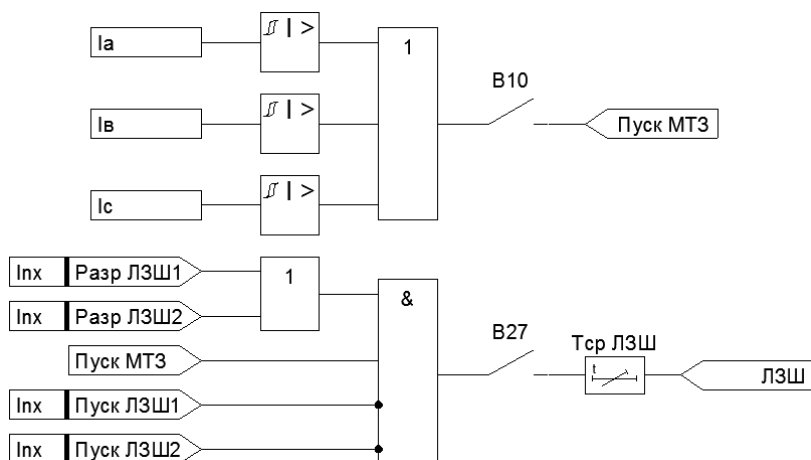 Ia
I >
1
B10
Iв
I >
Пуск МТЗ
Ic
I >
Inx Разр ЛЗШ1
1
Inx Разр ЛЗШ2
&
B27
Тср ЛЗШ
t
Пуск МТЗ
ЛЗШ
Inx Пуск ЛЗШ1
Inx Пуск ЛЗШ2